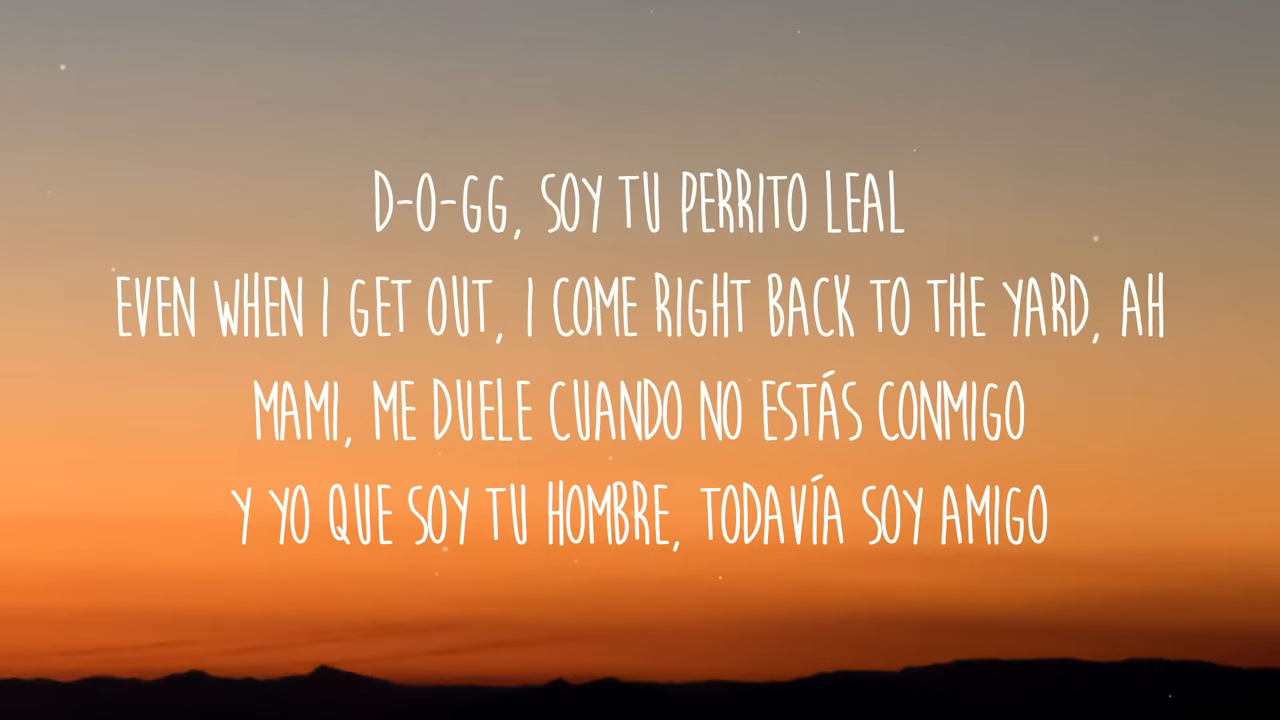 D-O-GG, SOY TU PERRITO LEAL
EVEN WHEN I GET OUT, I COME RIGHT BACK TO THE YARD, AH
MAMI, ME DUELE CUANDO NO ESTÁS CONMIGO
Y YO QUE SOY TU HOMBRE, TODAVÍA SOY AMIGO